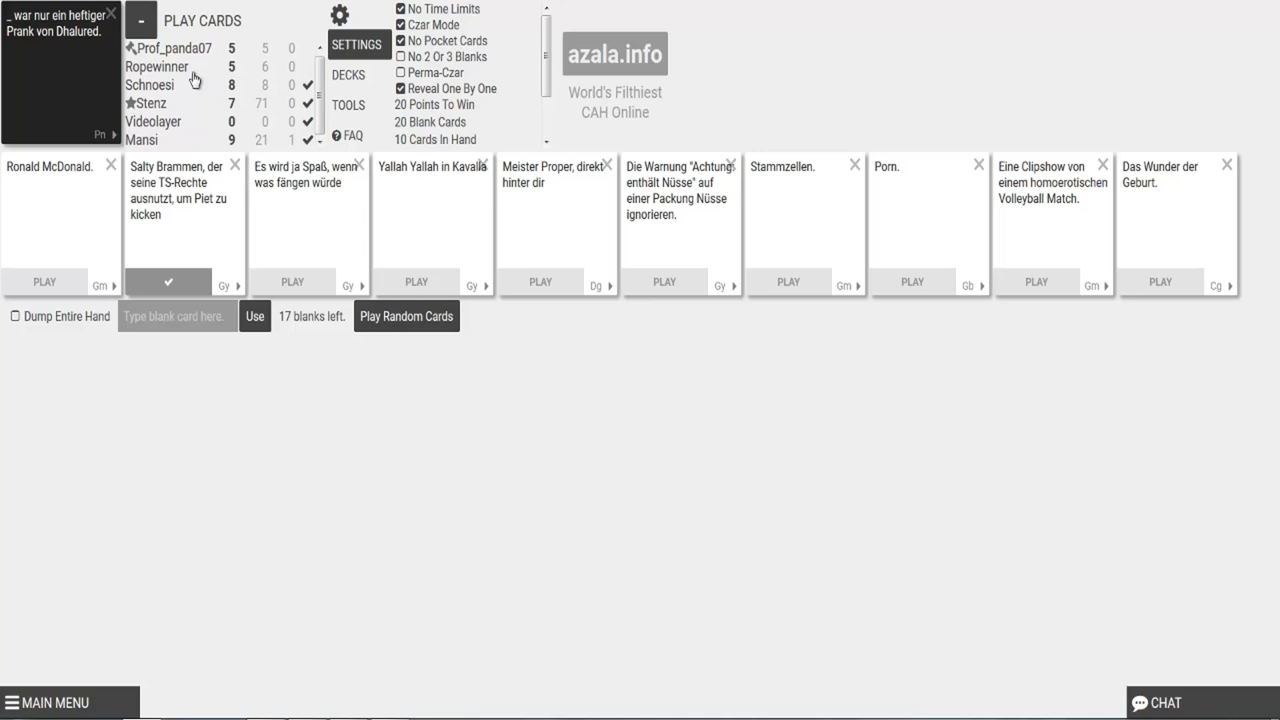 _ war nur ein heftiger
Prank von Dhalured.
Pn
-
PLAY CARDS
Prof_panda07 5 5 0
Ropewinner 5 6 0
Schnoesi 8 8 0
Stenz 7 71 0
Videolayer 0 0 0
Mansi 9 21 1
SETTINGS
DECKS
TOOLS
FAQ
No Time Limits
Czar Mode
No Pocket Cards
No 2 Or 3 Blanks
Perma-Czar
Reveal One By One
20 Points To Win
20 Blank Cards
10 Cards In Hand
azala.info
World's Filthiest
CAH Online
Ronald McDonald.
PLAY
Gm
Salty Brammen, der
seine TS-Rechte
ausnutzt, um Piet zu
kicken
Gy
Es wird ja Spaß, wenn
was fängen würde
PLAY
Gy
Yallah Yallah in Kavalla
PLAY
Gy
Meister Proper, direkt
hinter dir
PLAY
Dg
Die Warnung "Achtung:
enthält Nüsse" auf
einer Packung Nüsse
ignorieren.
PLAY
Gy
Stammzellen.
PLAY
Gm
Porn.
PLAY
Gb
Eine Clipshow von
einem homoerotischen
Volleyball Match.
PLAY
Gm
Das Wunder der
Geburt.
PLAY
Cg
Dump Entire Hand
Type blank card here.
Use
17 blanks left.
Play Random Cards
MAIN MENU
CHAT